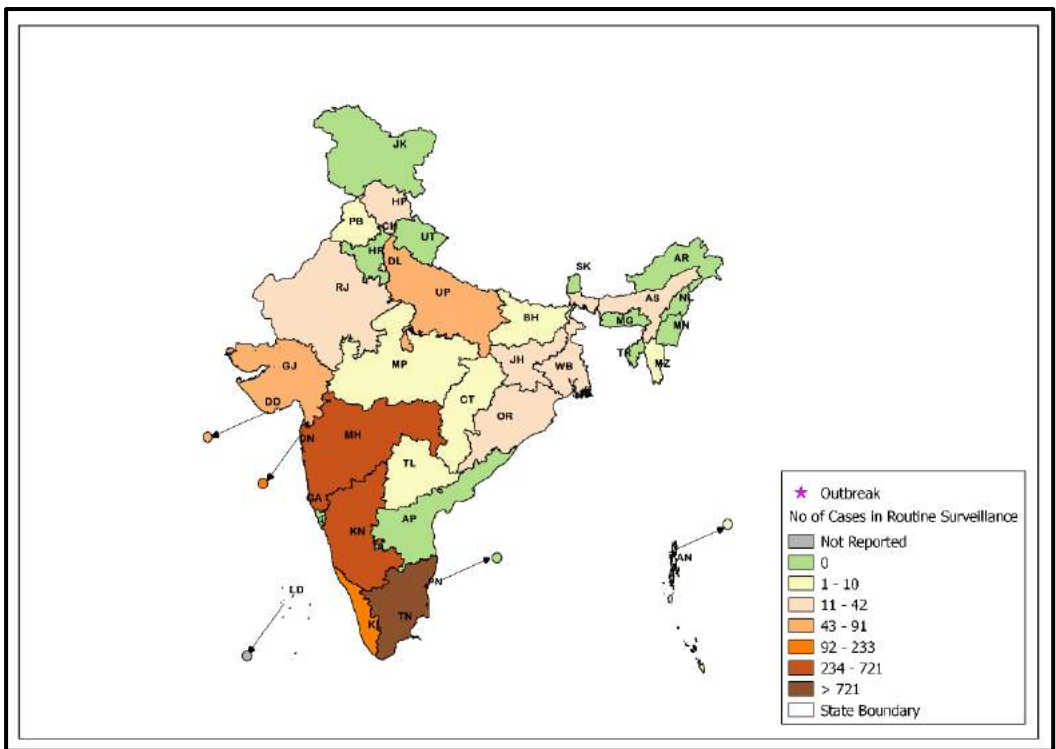 JK
HP
PB
CH
UT
HR
DL
AR
SK
RJ
UP
AS
NL
BH
MG
MN
TR
MZ
GJ
MP
JH
WB
DD
CT
OR
DN
MH
TL
GA
KN
AP
AN
PN
LD
KL
TN
Outbreak
No of Cases in Routine Surveillance
Not Reported
0
1 - 10
11 - 42
43 - 91
92 - 233
234 - 721
> 721
State Boundary